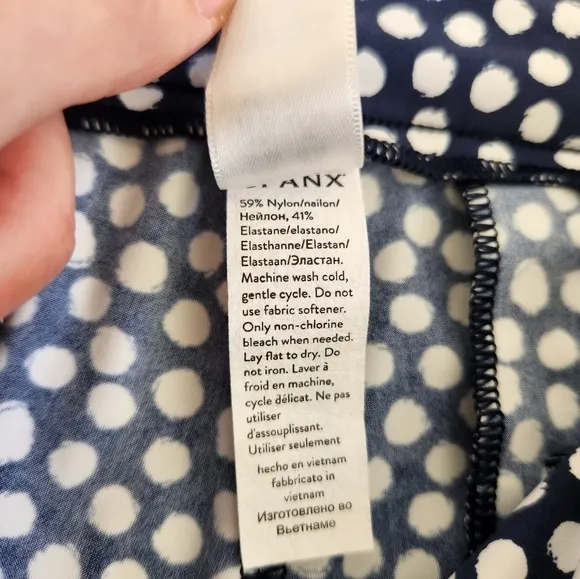 SPANX
59% Nylon/nailon/
Нейлон, 41%
Elastane/elastano/
Elasthanne/Elastan/
Elastaan/Эластан.
Machine wash cold,
gentle cycle. Do not
use fabric softener.
Only non-chlorine
bleach when needed.
Lay flat to dry. Do
not iron. Laver à
froid en machine,
cycle délicat. Ne pas
utiliser
d'assouplissant.
Utiliser seulement
hecho en vietnam
fabbricato in
vietnam
Изготовлено во
Вьетнаме